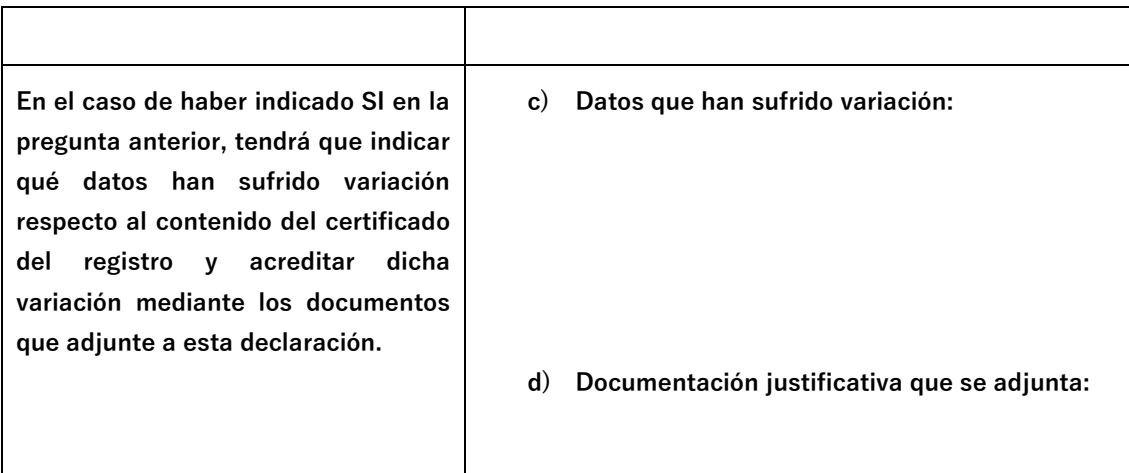 En el caso de haber indicado SI en la
pregunta anterior, tendrá que indicar
qué datos han sufrido variación
respecto al contenido del certificado
del registro y acreditar dicha
variación mediante los documentos
que adjunte a esta declaración.
c) Datos que han sufrido variación:
d) Documentación justificativa que se adjunta: